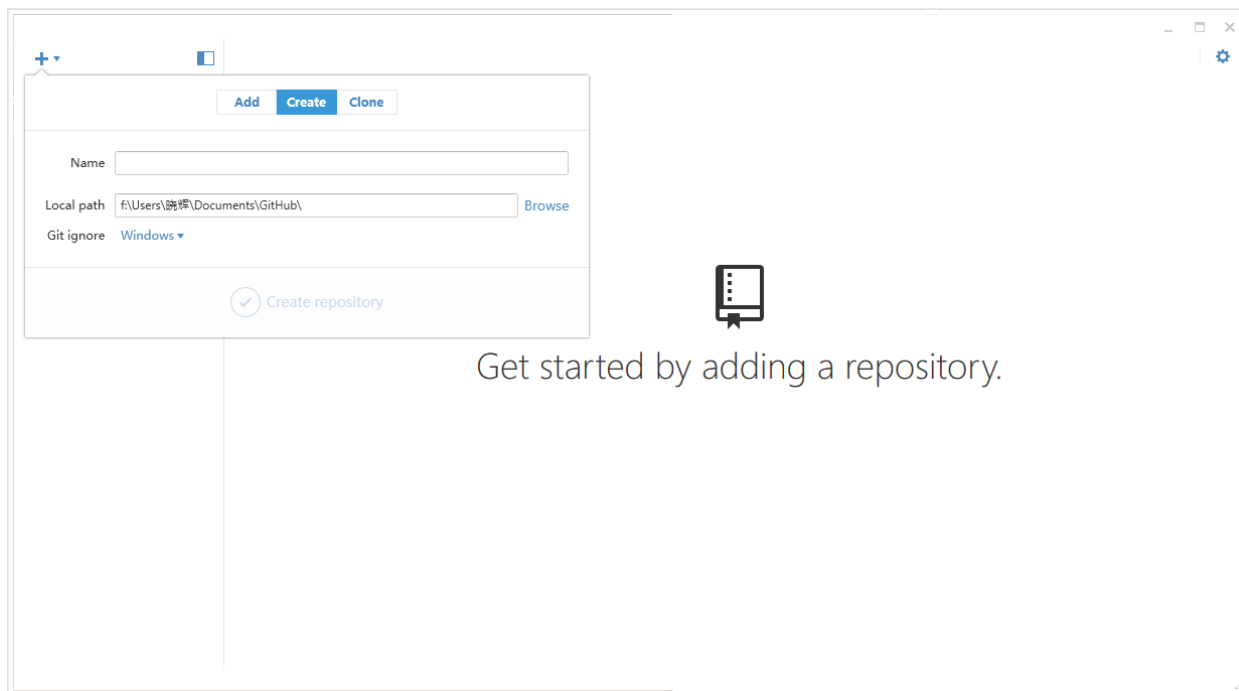 Add Create Clone
Name
Local path f:\Users\晓辉\Documents\GitHub\ Browse
Git ignore Windows
Create repository
Get started by adding a repository.